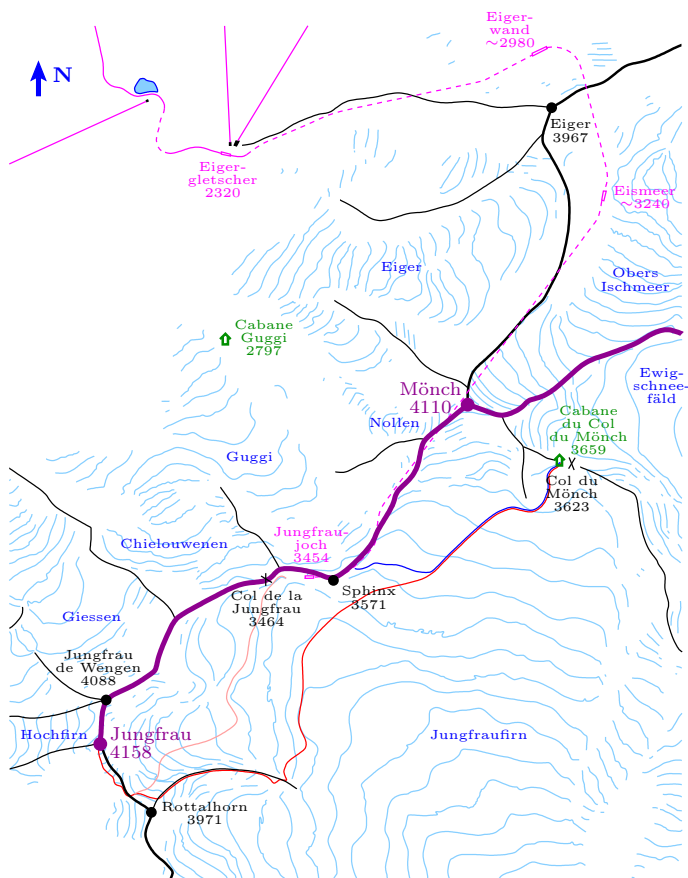 Eiger-
wand
~2980
N
Eiger
3967
Eiger-
gletscher
2320
Eismeer
~3240
Eiger
Obers
Ischmeer
Cabane
Guggi
2797
Ewig-
schnee-
fäld
Mönch
4110
Cabane
du Col
du Mönch
3659
Nollen
Guggi
Col du
Mönch
3623
Jungfrau-
joch
3454
Chielouwenen
Sphinx
3571
Col de la
Jungfrau
3464
Giessen
Jungfrau
de Wengen
4088
Hochfirn
Jungfrau
4158
Jungfraufirn
Rottalhorn
3971